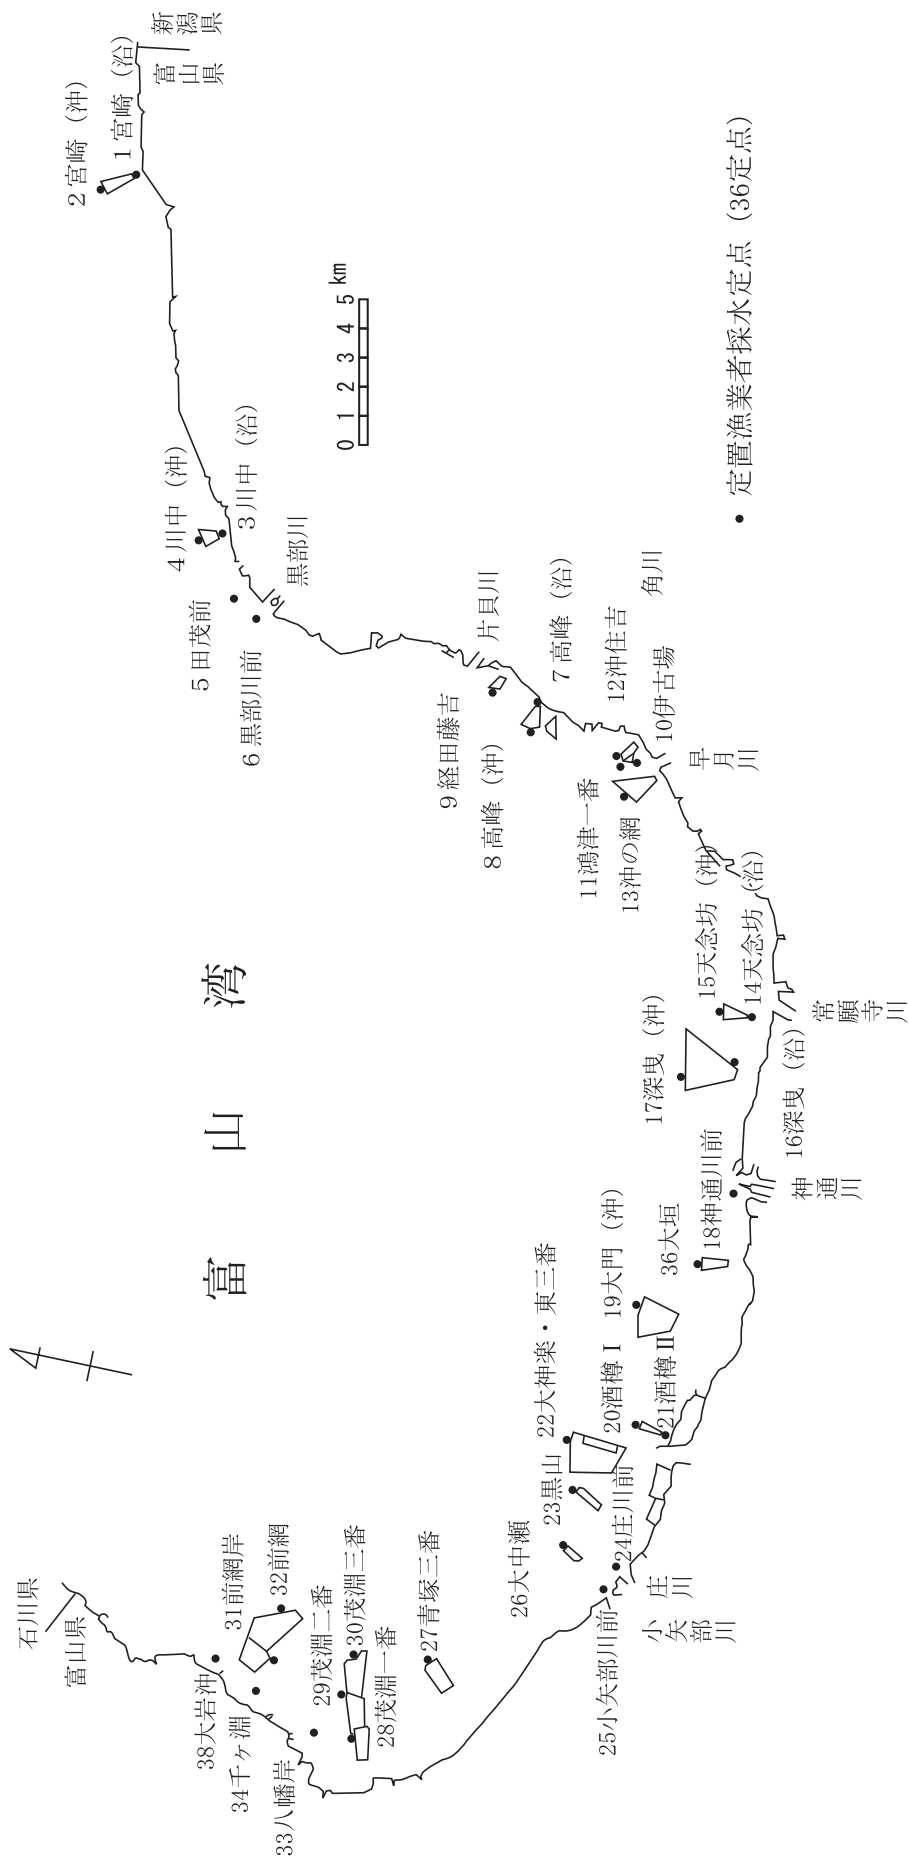 石川県
富山県
38大岩沖
34千ヶ淵
33八幡岸
31前網岸
32前網
29茂淵二番
30茂淵三番
28茂淵一番
27青塚三番
26大中瀬
25小矢部川前
小矢部川
庄川
24庄川前
23黒山
22大神楽・東三番
20酒樽Ⅰ
21酒樽Ⅱ
19大門（沖）
36大垣
18神通川前
神通川
富山湾
17深曳（沖）
16深曳（沿）
15天念坊（沖）
14天念坊（沿）
常願寺川
13沖の網
11鴻津一番
12沖住吉
10伊古場
早月川
角川
9経田藤吉
8高峰（沖）
7高峰（沿）
片貝川
6黒部川前
5田茂前
黒部川
4川中（沖）
3川中（沿）
2宮崎（沖）
1宮崎（沿）
富山県
新潟県
0 1 2 3 4 5 km
● 定置漁業者採水定点（36定点）